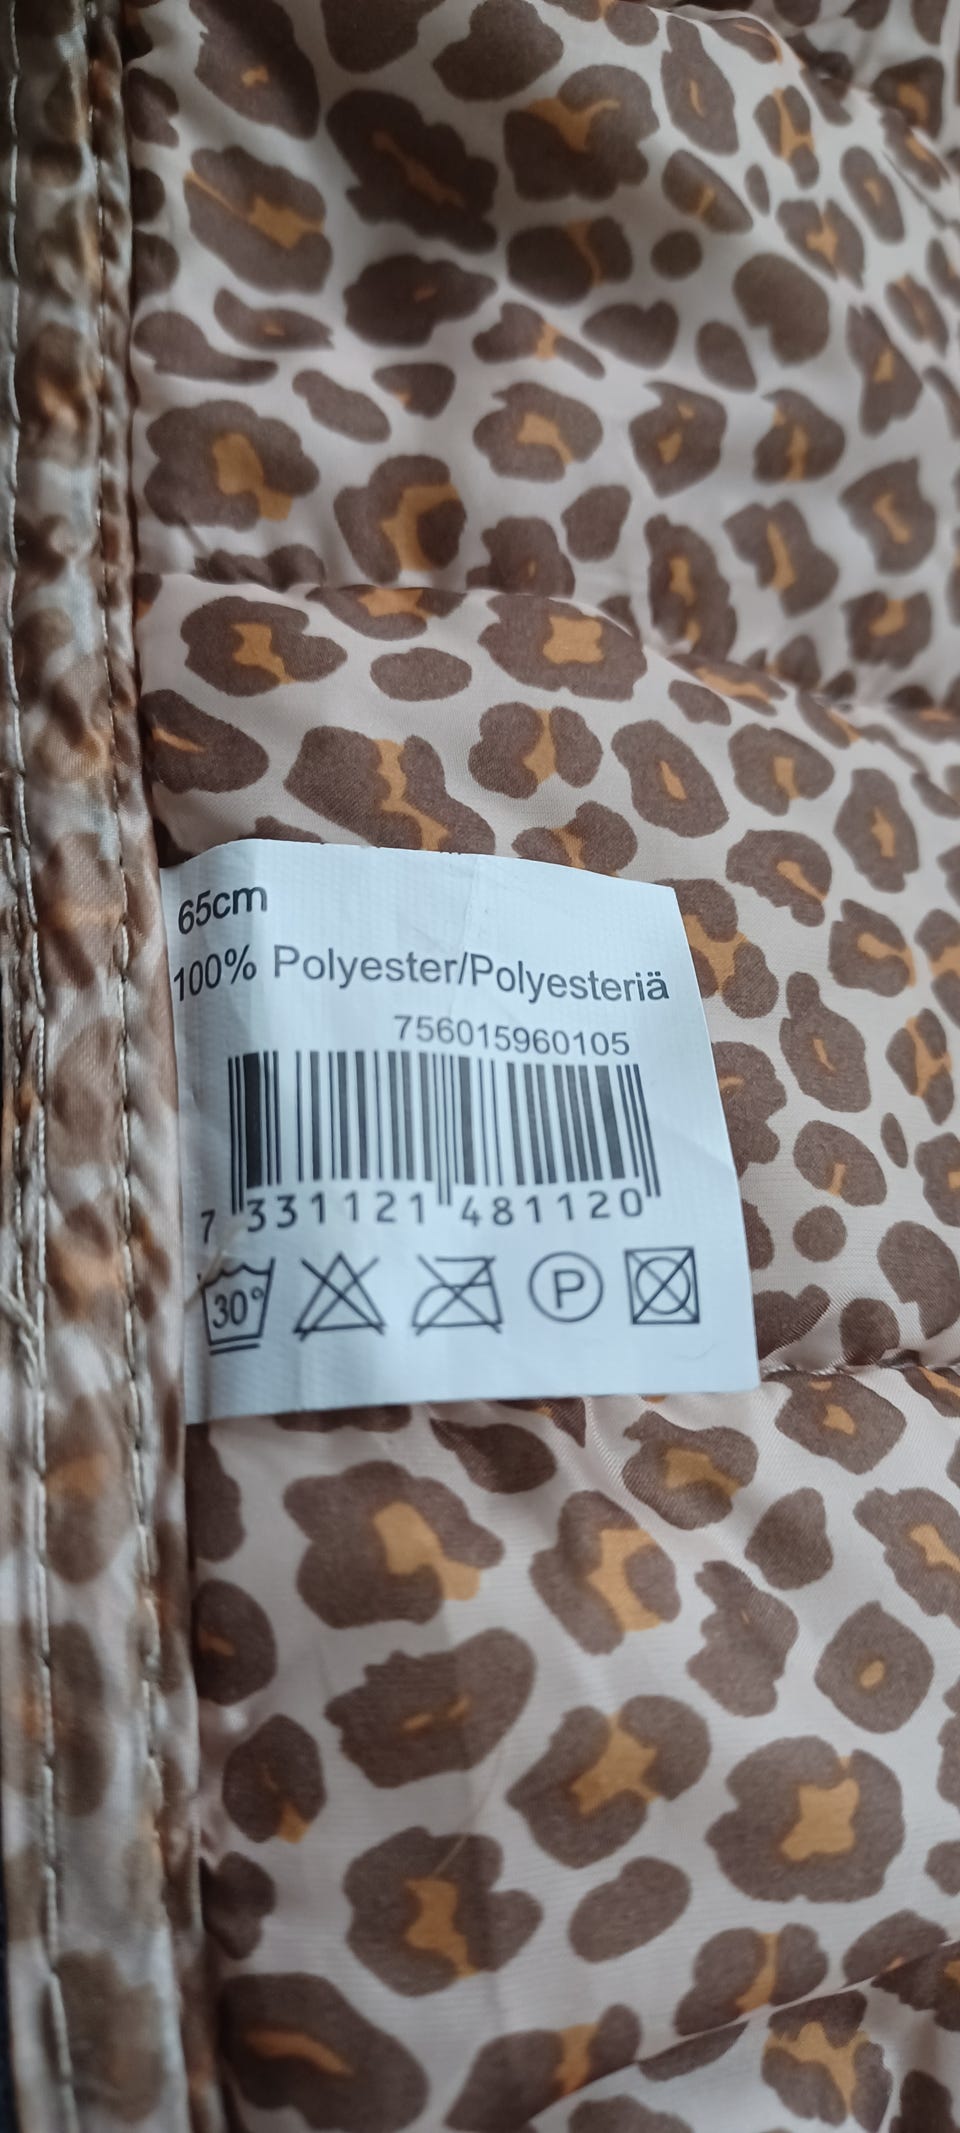 65cm
100% Polyester/Polyesteriä
756015960105
7 331121 481120
30°
P